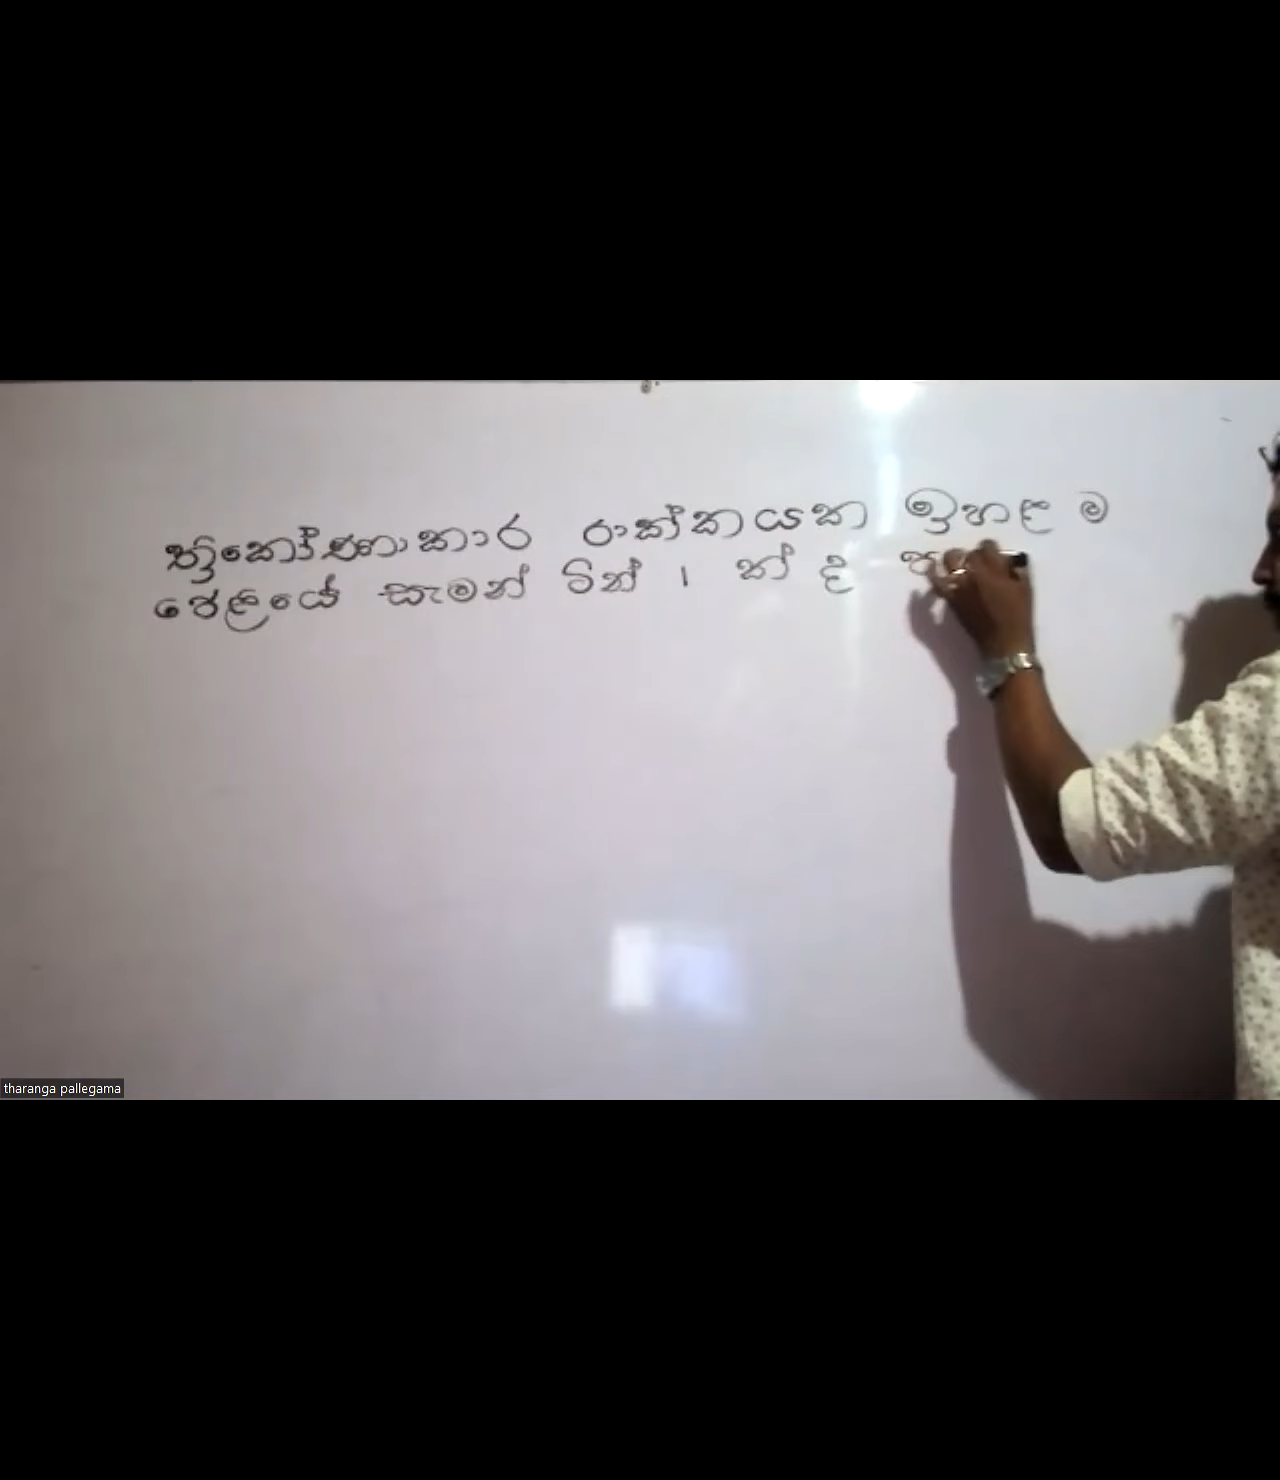 ත්‍රිකෝණාකාර රාක්කයක ඉහළ ම
පේළියේ සැමන් ටින් 1 ත් ද
tharanga pallegama